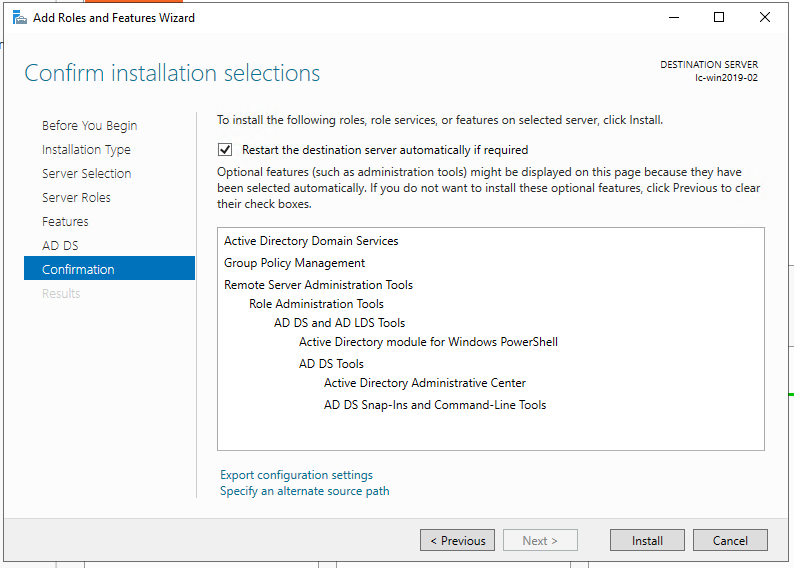 Add Roles and Features Wizard
Confirm installation selections
DESTINATION SERVER
lc-win2019-02
Before You Begin
Installation Type
Server Selection
Server Roles
Features
AD DS
Confirmation
Results
To install the following roles, role services, or features on selected server, click Install.
Restart the destination server automatically if required
Optional features (such as administration tools) might be displayed on this page because they have
been selected automatically. If you do not want to install these optional features, click Previous to clear
their check boxes.
Active Directory Domain Services
Group Policy Management
Remote Server Administration Tools
Role Administration Tools
AD DS and AD LDS Tools
Active Directory module for Windows PowerShell
AD DS Tools
Active Directory Administrative Center
AD DS Snap-Ins and Command-Line Tools
Export configuration settings
Specify an alternate source path
< Previous
Next >
Install
Cancel